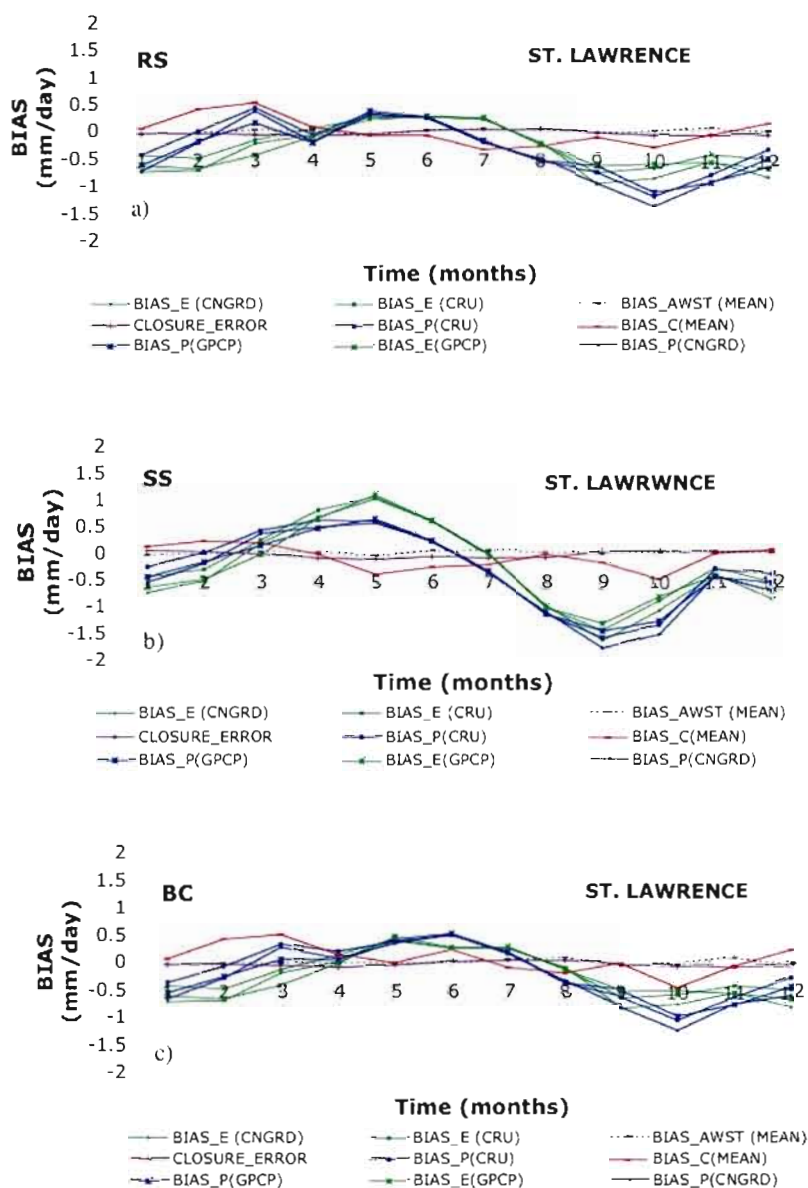 2
1.5
1
0.5
0
-0.5
-1
-1.5
-2
BIAS
(mm/day)
RS
ST. LAWRENCE
1 2 3 4 5 6 7 8 9 10 11 12
a)
Time (months)
BIAS_E (CNGRD) BIAS_E (CRU) BIAS_AWST (MEAN)
CLOSURE_ERROR BIAS_P(CRU) BIAS_C(MEAN)
BIAS_P(GPCP) BIAS_E(GPCP) BIAS_P(CNGRD)
2
1.5
1
0.5
0
-0.5
-1
-1.5
-2
BIAS
(mm/day)
SS
ST. LAWRWNCE
1 2 3 4 5 6 7 8 9 10 11 12
b)
Time (months)
BIAS_E (CNGRD) BIAS_E (CRU) BIAS_AWST (MEAN)
CLOSURE_ERROR BIAS_P(CRU) BIAS_C(MEAN)
BIAS_P(GPCP) BIAS_E(GPCP) BIAS_P(CNGRD)
2
1.5
1
0.5
0
-0.5
-1
-1.5
-2
BIAS
(mm/day)
BC
ST. LAWRENCE
1 2 3 4 5 6 7 8 9 10 11 12
c)
Time (months)
BIAS_E (CNGRD) BIAS_E (CRU) BIAS_AWST (MEAN)
CLOSURE_ERROR BIAS_P(CRU) BIAS_C(MEAN)
BIAS_P(GPCP) BIAS_E(GPCP) BIAS_P(CNGRD)